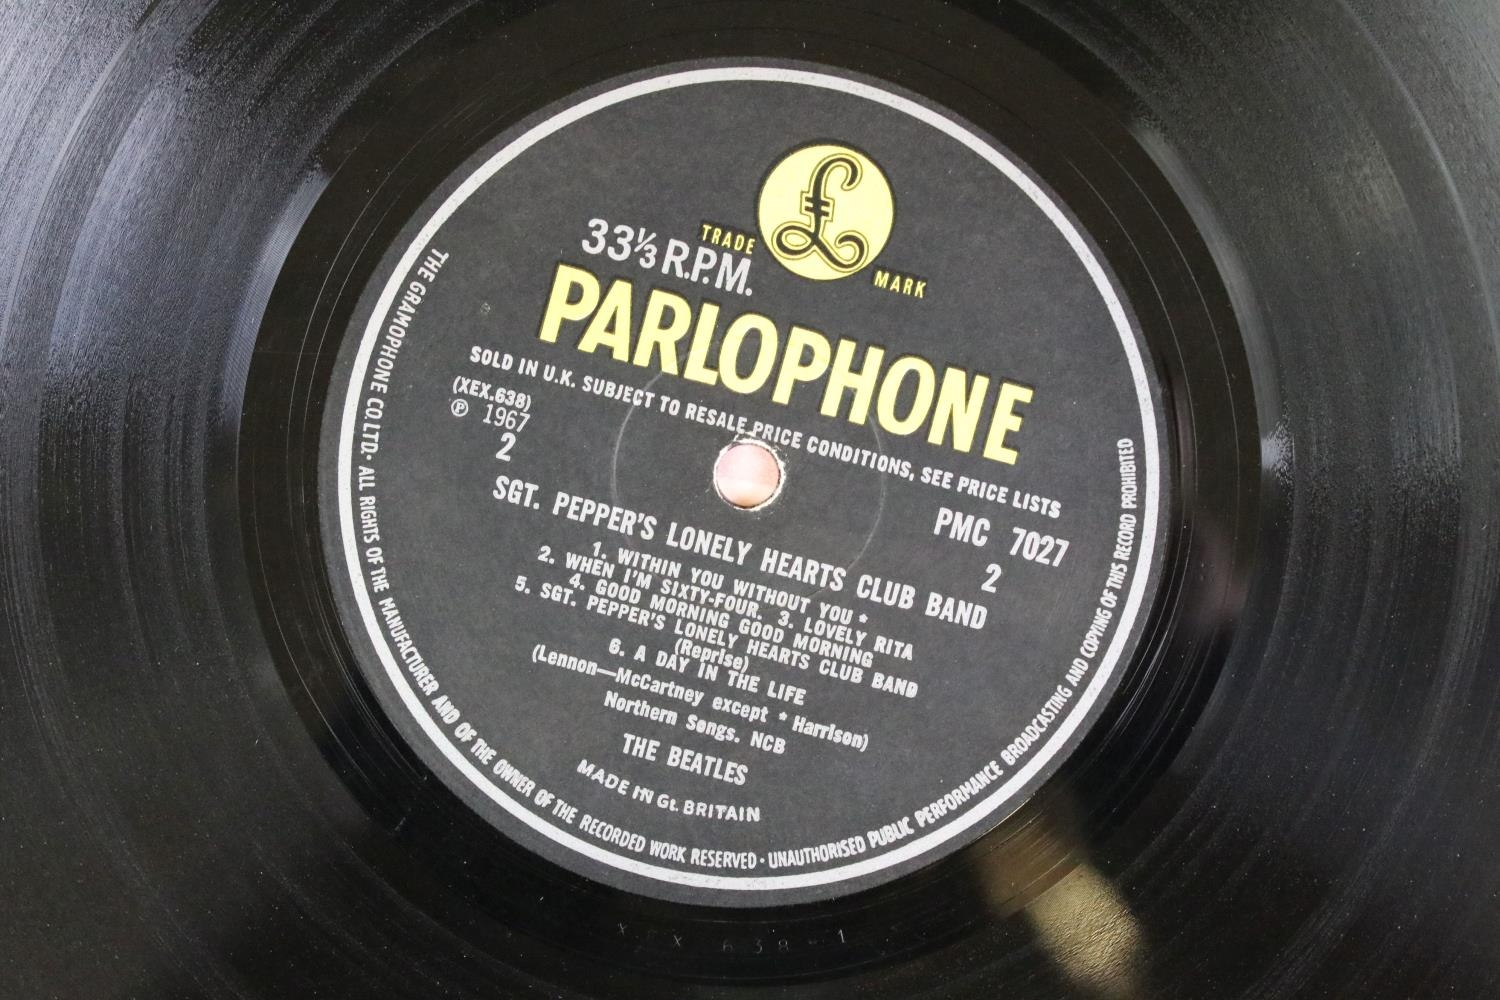 £
TRADE MARK
33⅓ R.P.M.
PARLOPHONE
SOLD IN U.K. SUBJECT TO RESALE PRICE CONDITIONS, SEE PRICE LISTS
(XEX.638)
Ⓟ 1967
2
PMC 7027
2
SGT. PEPPER'S LONELY HEARTS CLUB BAND
1. WITHIN YOU WITHOUT YOU *
2. WHEN I'M SIXTY-FOUR. 3. LOVELY RITA
4. GOOD MORNING GOOD MORNING
5. SGT. PEPPER'S LONELY HEARTS CLUB BAND
(Reprise)
6. A DAY IN THE LIFE
(Lennon—McCartney except * Harrison)
Northern Songs. NCB
THE BEATLES
MADE IN Gt. BRITAIN
THE GRAMOPHONE CO. LTD. · ALL RIGHTS OF THE MANUFACTURER AND OF THE OWNER OF THE RECORDED WORK RESERVED · UNAUTHORISED PUBLIC PERFORMANCE BROADCASTING AND COPYING OF THIS RECORD PROHIBITED
XEX 638-1